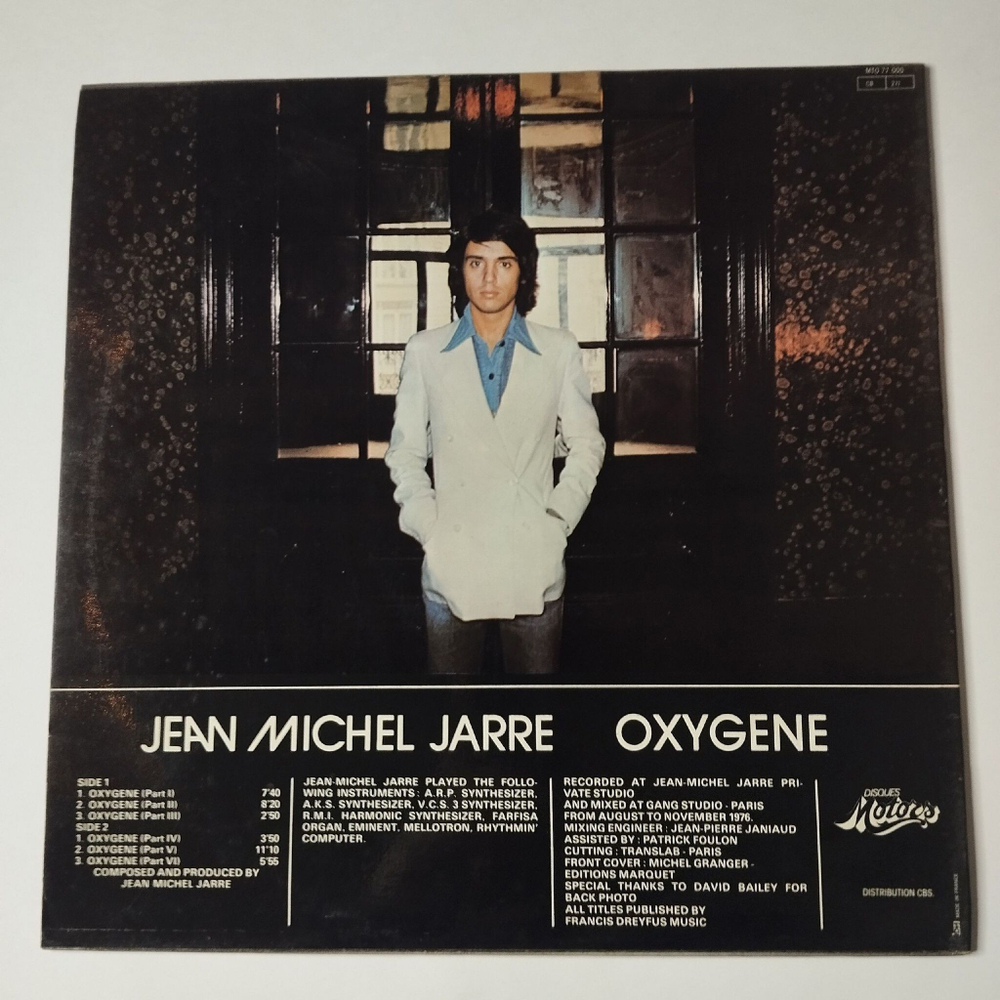 MTO 77 000
JEAN MICHEL JARRE OXYGENE
SIDE 1
1. OXYGENE (Part I) 7'40
2. OXYGENE (Part II) 8'20
3. OXYGENE (Part III) 2'50
SIDE 2
1. OXYGENE (Part IV) 3'50
2. OXYGENE (Part V) 11'10
3. OXYGENE (Part VI) 5'55
COMPOSED AND PRODUCED BY
JEAN MICHEL JARRE
JEAN-MICHEL JARRE PLAYED THE FOLLO-
WING INSTRUMENTS : A.R.P. SYNTHESIZER,
A.K.S. SYNTHESIZER, V.C.S. 3 SYNTHESIZER,
R.M.I. HARMONIC SYNTHESIZER, FARFISA
ORGAN, EMINENT, MELLOTRON, RHYTHMIN'
COMPUTER.
RECORDED AT JEAN-MICHEL JARRE PRI-
VATE STUDIO
AND MIXED AT GANG STUDIO - PARIS
FROM AUGUST TO NOVEMBER 1976.
MIXING ENGINEER : JEAN-PIERRE JANIAUD
ASSISTED BY : PATRICK FOULON
CUTTING : TRANSLAB - PARIS
FRONT COVER : MICHEL GRANGER -
EDITIONS MARQUET
SPECIAL THANKS TO DAVID BAILEY FOR
BACK PHOTO
ALL TITLES PUBLISHED BY
FRANCIS DREYFUS MUSIC
DISQUES
Motors
DISTRIBUTION CBS.
MADE IN FRANCE